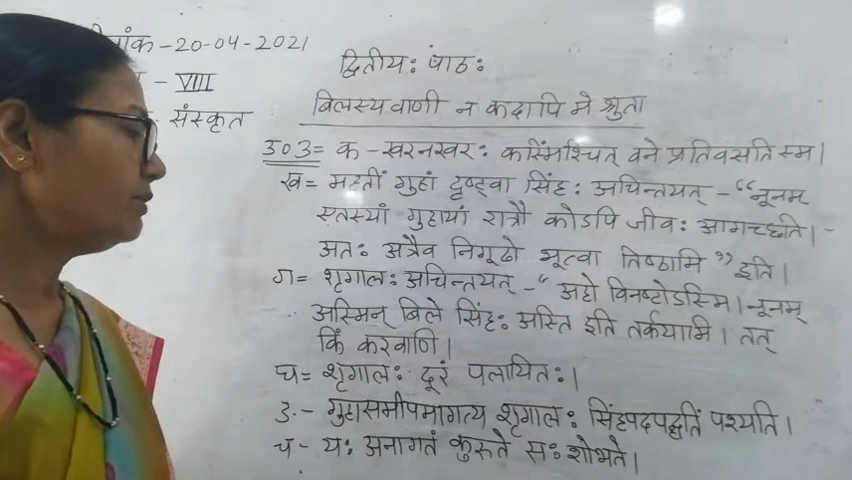 दिनांक - 20-04-2021
- VIII
संस्कृत
द्वितीयः पाठः
बिलस्य वाणी न कदापि मे श्रुता
उ०३= क - खरनखरः कस्मिंश्चित् वने प्रतिवसति स्म।
ख= महतीं गुहां दृष्ट्वा सिंहः अचिन्तयत् - "नूनम्
एतस्यां गुहायां रात्रौ कोऽपि जीवः आगच्छति।-
अतः अत्रैव निगूढो भूत्वा तिष्ठामि" इति।
ग= शृगालः अचिन्तयत् - "अहो विनष्टोऽस्मि। नूनम्
अस्मिन् बिले सिंहः अस्ति इति तर्कयामि। तत्
किं करवाणि।
घ= शृगालः दूरं पलायितः।
ङ.- गुहासमीपमागत्य शृगालः सिंहपदपद्धतिं पश्यति।
च- यः अनागतं कुरुते सः शोभते।